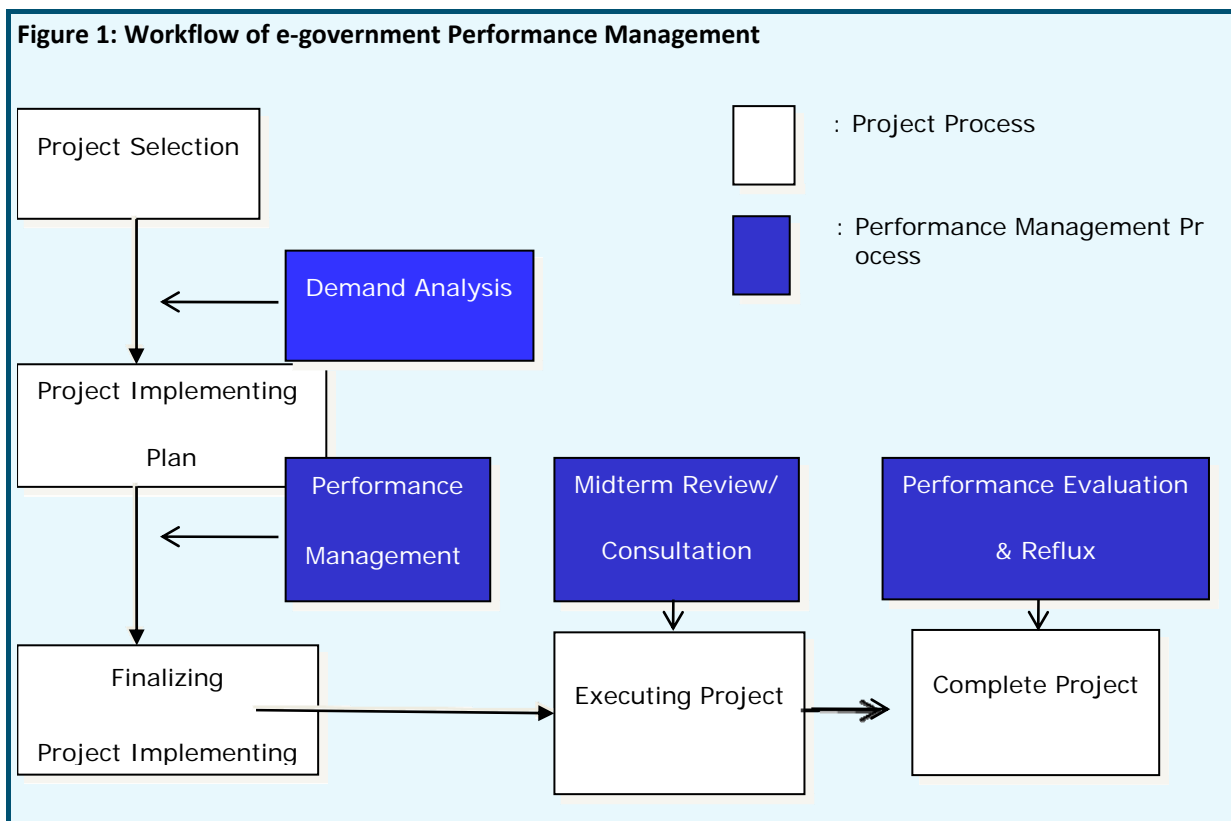 Figure 1: Workflow of e-government Performance Management
Project Selection
: Project Process
: Performance Management Pr
ocess
Demand Analysis
Project Implementing
Plan
Performance
Management
Midterm Review/
Consultation
Performance Evaluation
& Reflux
Finalizing
Project Implementing
Executing Project
Complete Project